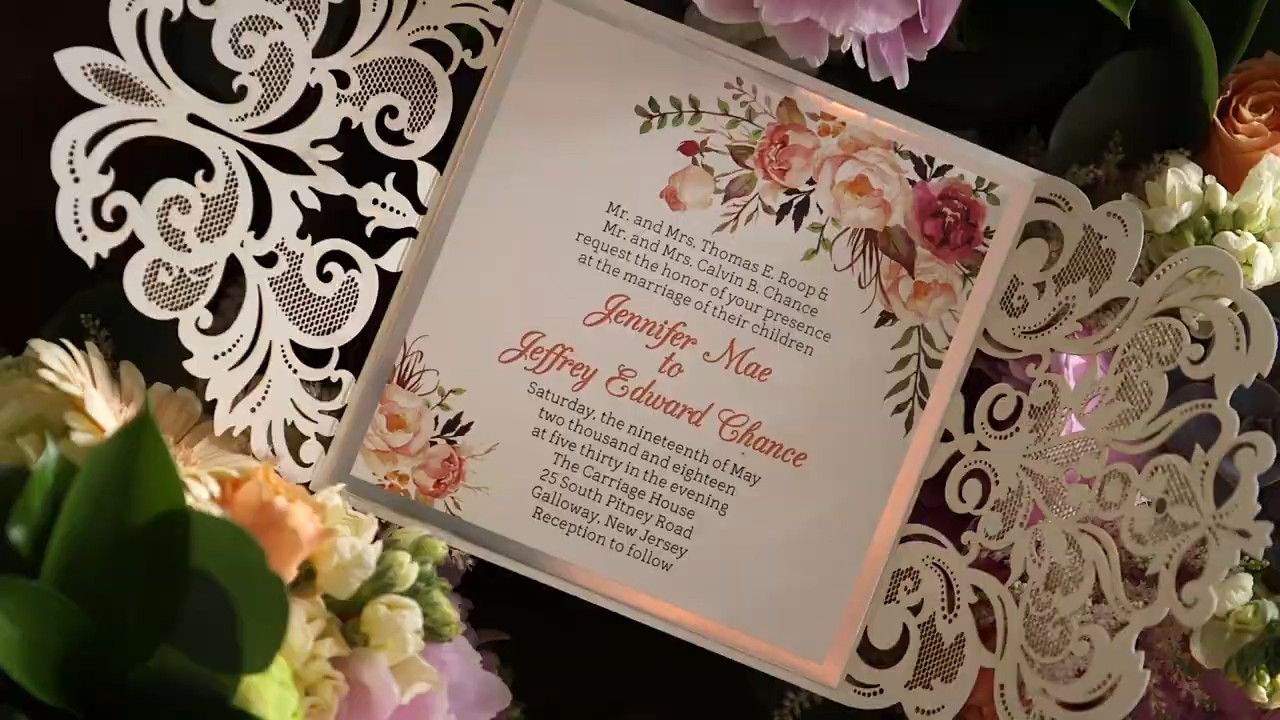 Mr. and Mrs. Thomas E. Roop &
Mr. and Mrs. Calvin B. Chance
request the honor of your presence
at the marriage of their children
Jennifer Mae
to
Jeffrey Edward Chance
Saturday, the nineteenth of May
two thousand and eighteen
at five thirty in the evening
The Carriage House
25 South Pitney Road
Galloway, New Jersey
Reception to follow